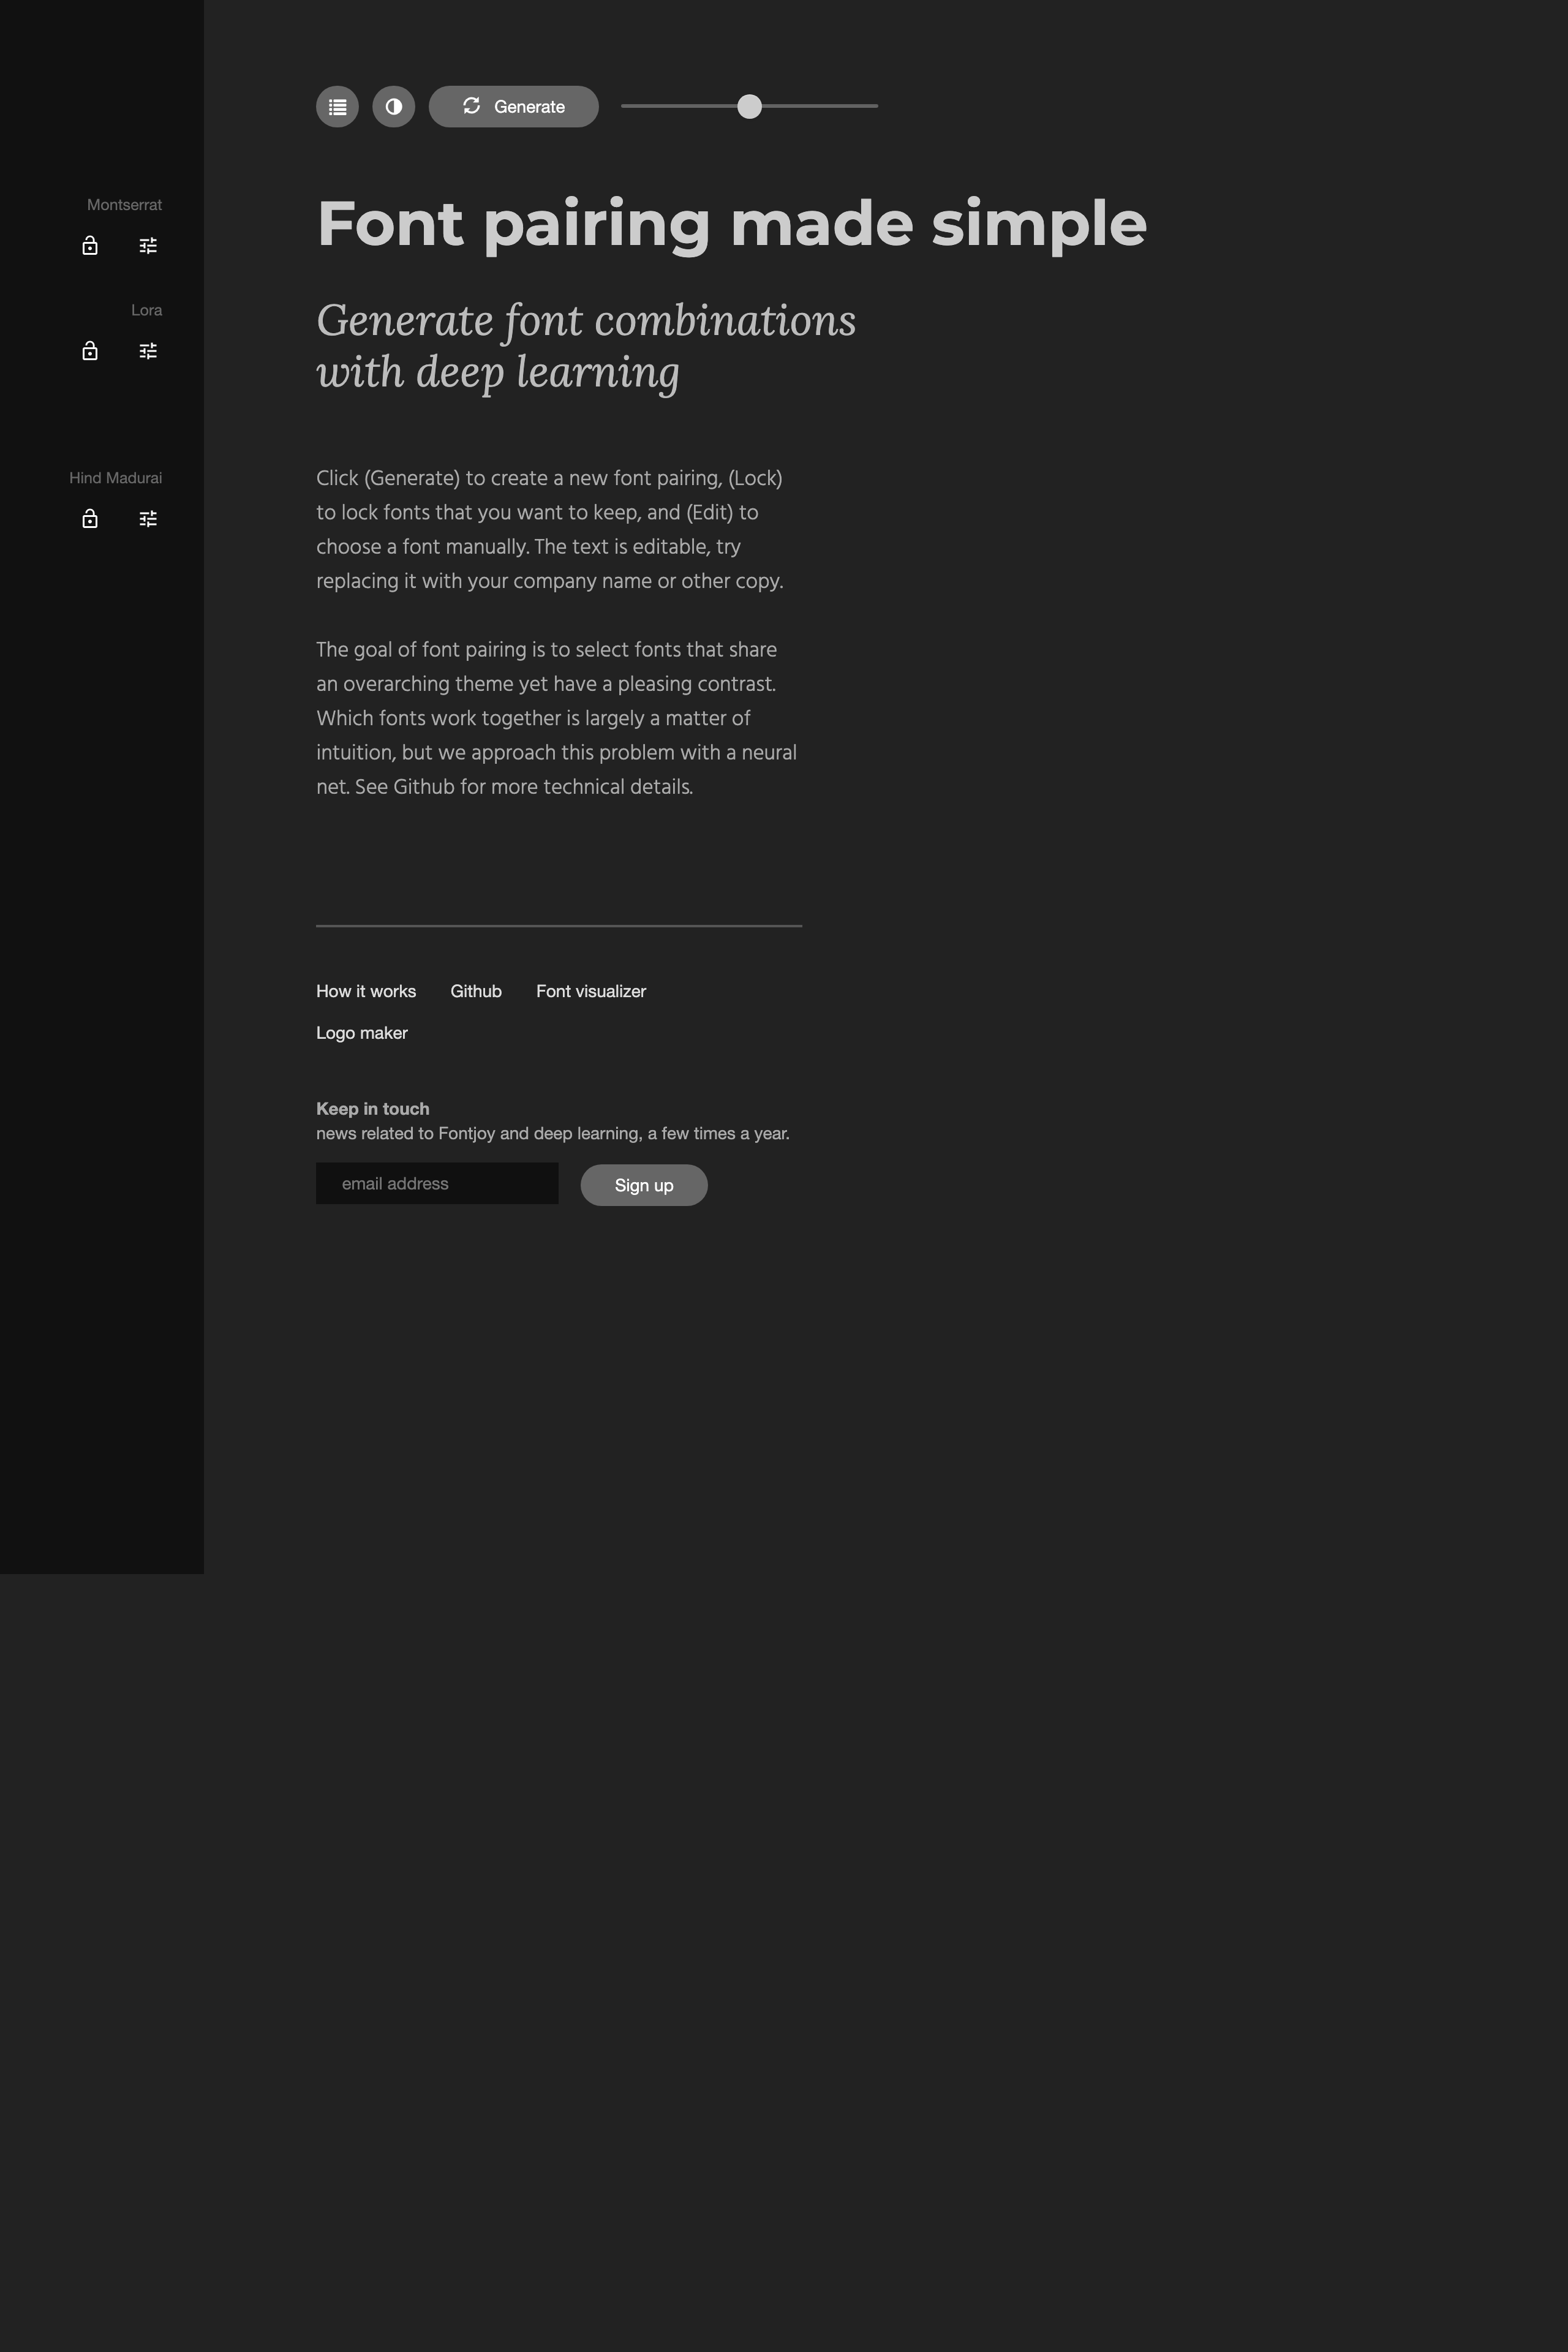 Generate
Montserrat
Font pairing made simple
Lora
Generate font combinations
with deep learning
Hind Madurai
Click (Generate) to create a new font pairing, (Lock)
to lock fonts that you want to keep, and (Edit) to
choose a font manually. The text is editable, try
replacing it with your company name or other copy.
The goal of font pairing is to select fonts that share
an overarching theme yet have a pleasing contrast.
Which fonts work together is largely a matter of
intuition, but we approach this problem with a neural
net. See Github for more technical details.
How it works Github Font visualizer
Logo maker
Keep in touch
news related to Fontjoy and deep learning, a few times a year.
email address Sign up